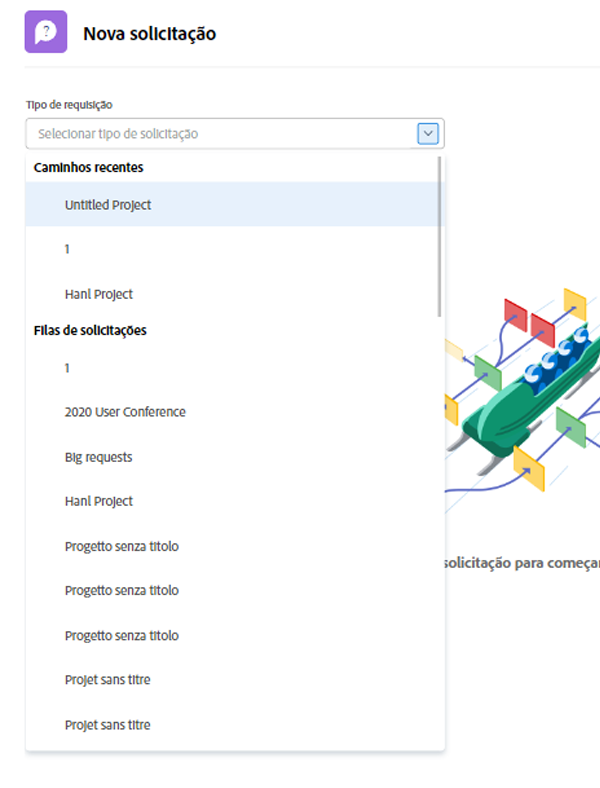 Nova solicitação
Tipo de requisição
Selecionar tipo de solicitação
Caminhos recentes
Untitled Project
1
Hanl Project
Filas de solicitações
1
2020 User Conference
Big requests
Hanl Project
Progetto senza titolo
Progetto senza titolo
Progetto senza titolo
Projet sans titre
Projet sans titre
solicitação para começar